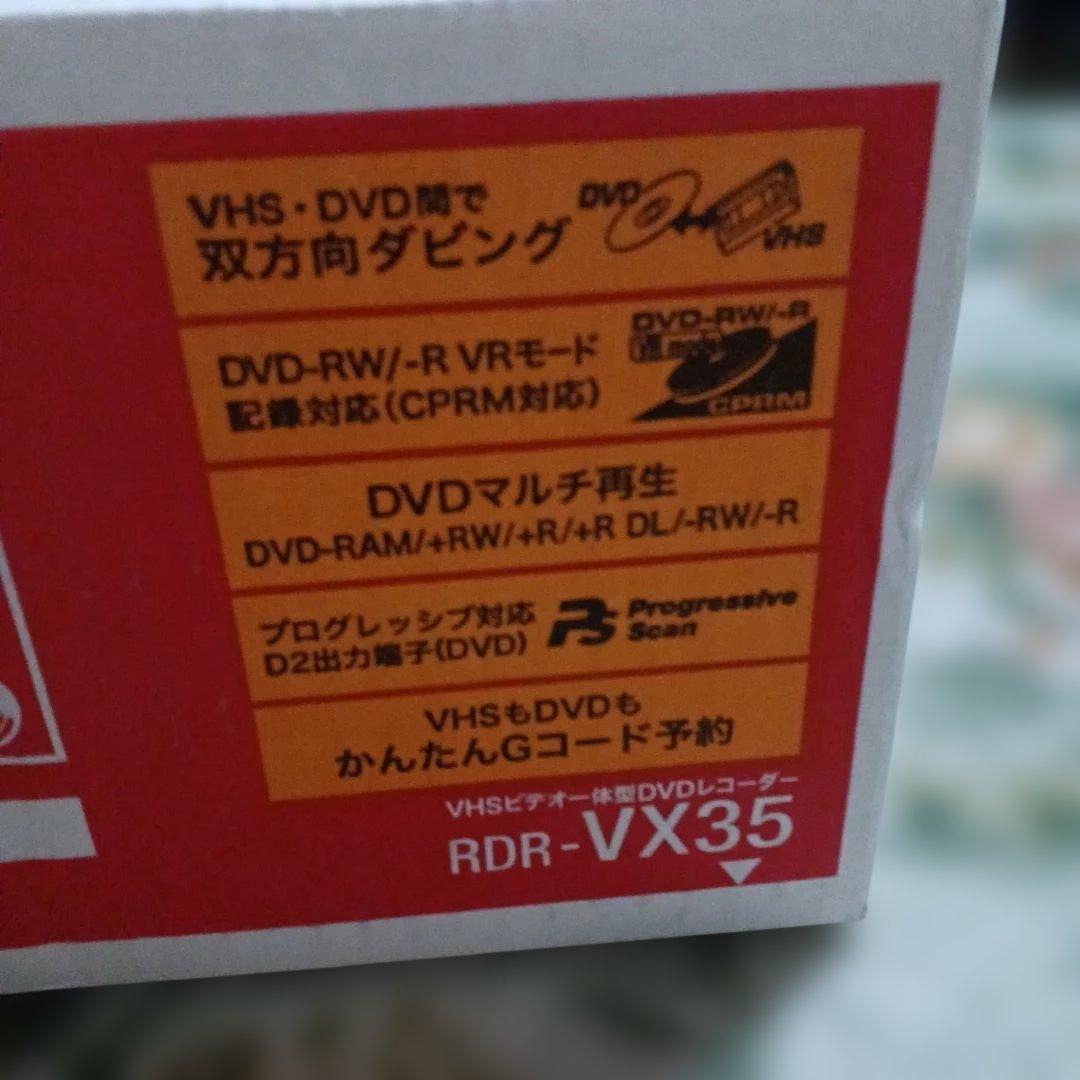 VHS・DVD間で
双方向ダビング
DVD
VHS
DVD-RW/-R VRモード
記録対応(CPRM対応)
DVD-RW/-R
CPRM
DVDマルチ再生
DVD-RAM/+RW/+R/+R DL/-RW/-R
プログレッシブ対応
D2出力端子(DVD)
PS Progressive
Scan
VHSもDVDも
かんたんGコード予約
VHSビデオ一体型DVDレコーダー
RDR-VX35